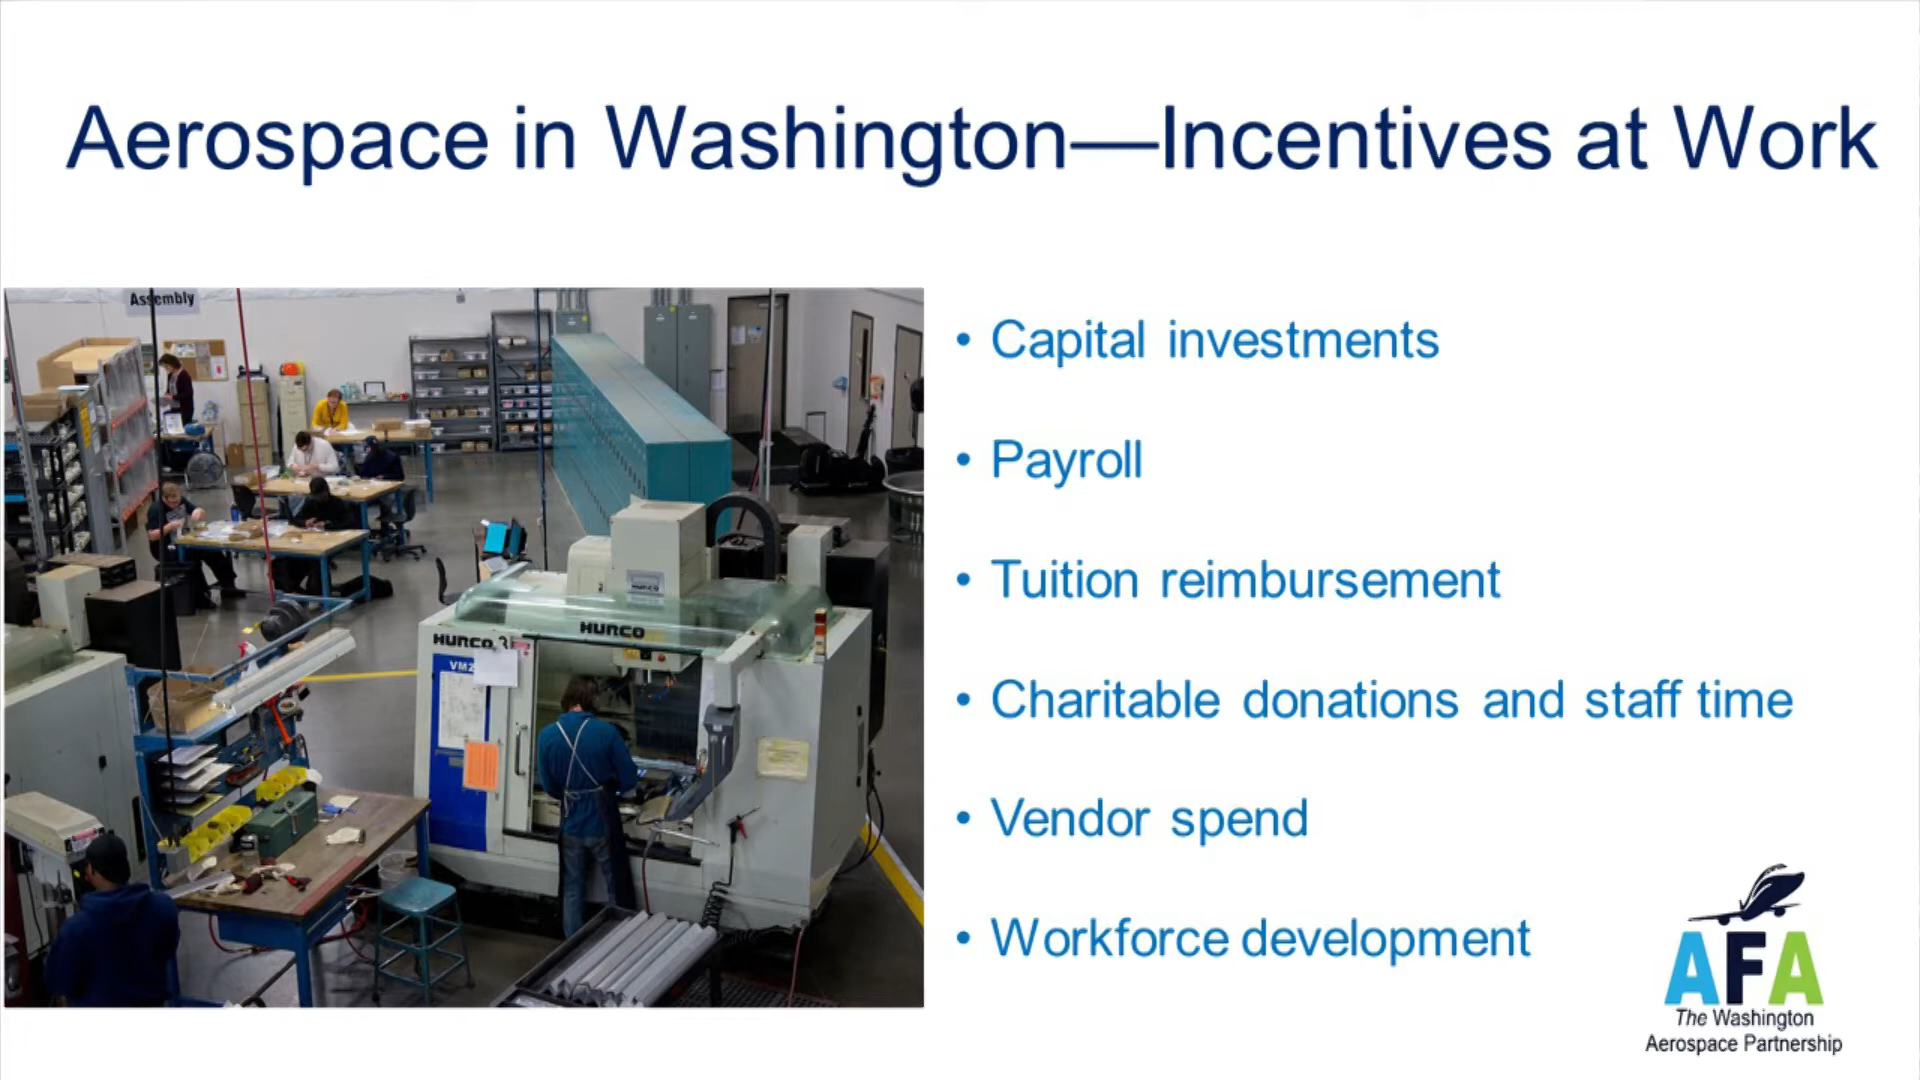 Aerospace in Washington—Incentives at Work
Assembly
HURCO
HURCO
VM2
• Capital investments
• Payroll
• Tuition reimbursement
• Charitable donations and staff time
• Vendor spend
• Workforce development
AFA
The Washington
Aerospace Partnership